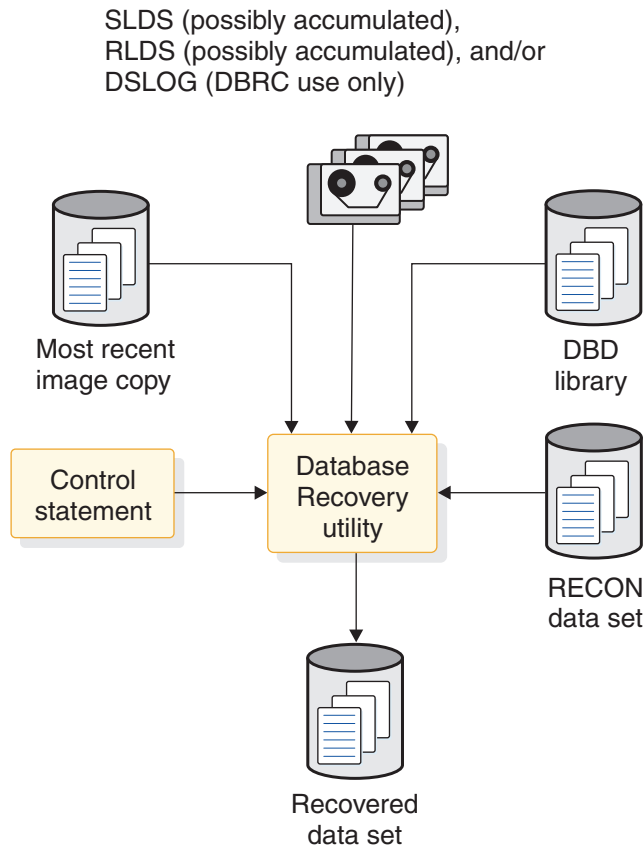 SLDS (possibly accumulated),
RLDS (possibly accumulated), and/or
DSLOG (DBRC use only)
Most recent
image copy
DBD
library
Control
statement
Database
Recovery
utility
RECON
data set
Recovered
data set